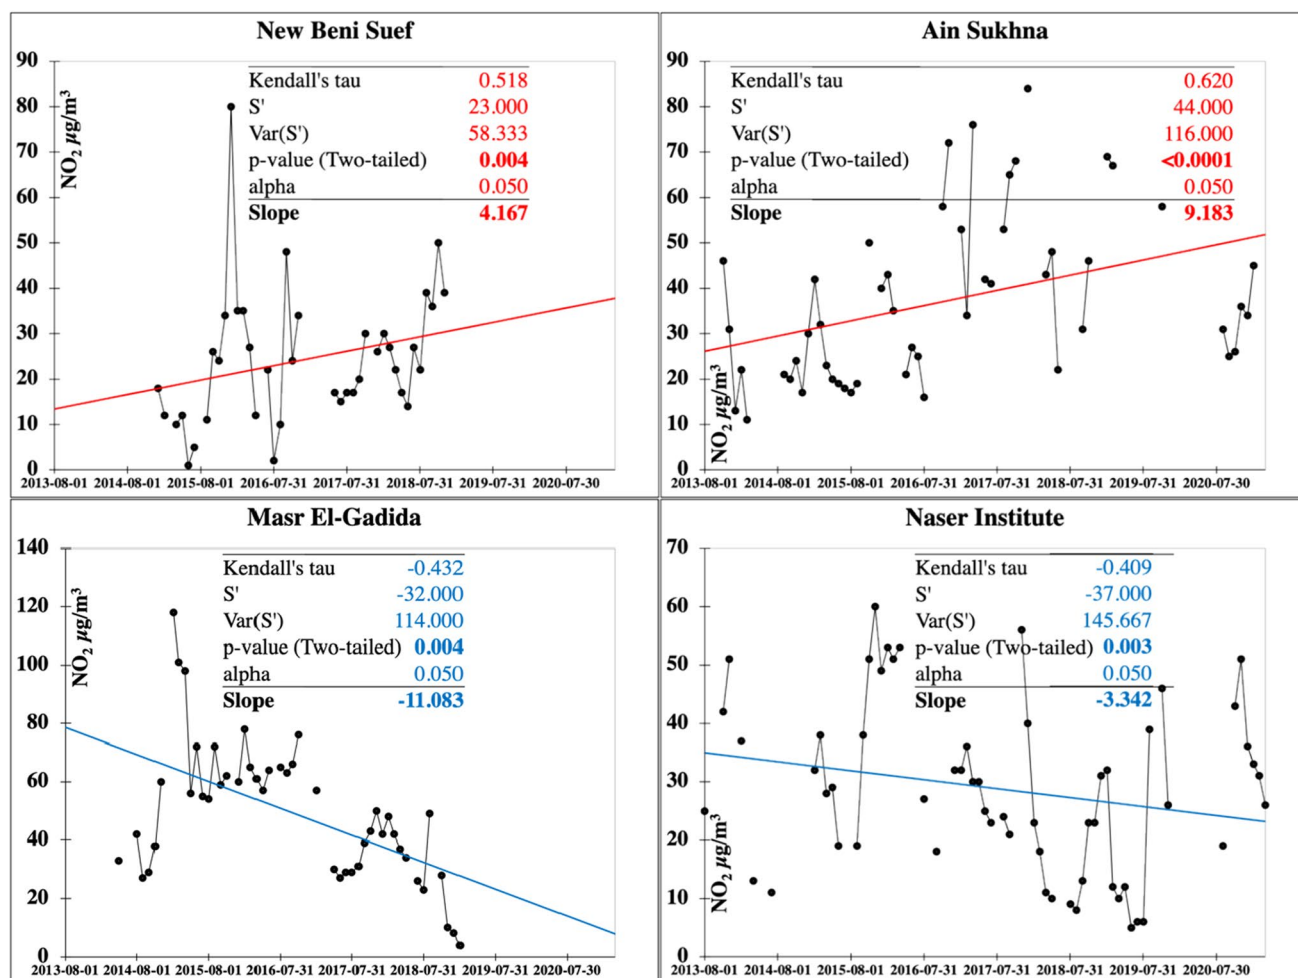 New Beni Suef
90
80
70
60
50
40
30
20
10
0
NO2 µg/m³
Kendall's tau 0.518
S' 23.000
Var(S') 58.333
p-value (Two-tailed) 0.004
alpha 0.050
Slope 4.167
2013-08-01 2014-08-01 2015-08-01 2016-07-31 2017-07-31 2018-07-31 2019-07-31 2020-07-30
Ain Sukhna
90
80
70
60
50
40
30
20
10
0
NO2 µg/m³
Kendall's tau 0.620
S' 44.000
Var(S') 116.000
p-value (Two-tailed) <0.0001
alpha 0.050
Slope 9.183
2013-08-01 2014-08-01 2015-08-01 2016-07-31 2017-07-31 2018-07-31 2019-07-31 2020-07-30
Masr El-Gadida
140
120
100
80
60
40
20
0
NO2 µg/m³
Kendall's tau -0.432
S' -32.000
Var(S') 114.000
p-value (Two-tailed) 0.004
alpha 0.050
Slope -11.083
2013-08-01 2014-08-01 2015-08-01 2016-07-31 2017-07-31 2018-07-31 2019-07-31 2020-07-30
Naser Institute
70
60
50
40
30
20
10
0
NO2 µg/m³
Kendall's tau -0.409
S' -37.000
Var(S') 145.667
p-value (Two-tailed) 0.003
alpha 0.050
Slope -3.342
2013-08-01 2014-08-01 2015-08-01 2016-07-31 2017-07-31 2018-07-31 2019-07-31 2020-07-30